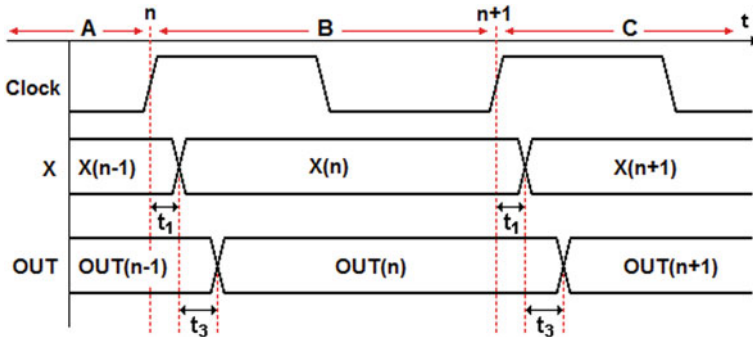 n n+1 t
A B C
Clock
X X(n-1) X(n) X(n+1)
t1 t1
OUT OUT(n-1) OUT(n) OUT(n+1)
t3 t3